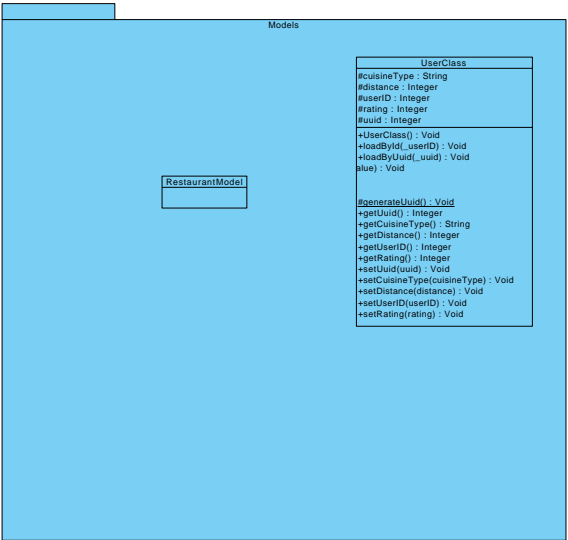 Models
UserClass
#cuisineType : String
#distance : Integer
#userID : Integer
#rating : Integer
#uuid : Integer
+UserClass() : Void
+loadById(_userID) : Void
+loadByUuid(_uuid) : Void
alue) : Void
#generateUuid() : Void
+getUuid() : Integer
+getCuisineType() : String
+getDistance() : Integer
+getUserID() : Integer
+getRating() : Integer
+setUuid(uuid) : Void
+setCuisineType(cuisineType) : Void
+setDistance(distance) : Void
+setUserID(userID) : Void
+setRating(rating) : Void
RestaurantModel